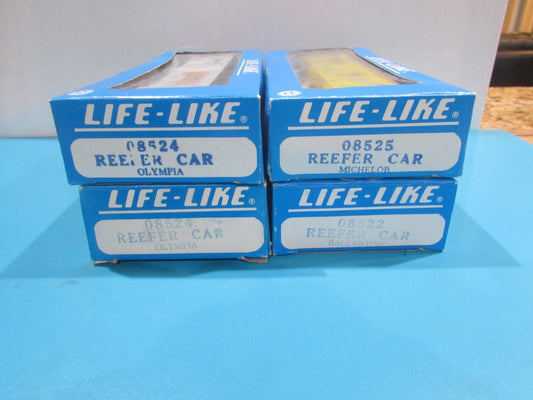 LIFE-LIKE®
08524
REEFER CAR
OLYMPIA
LIFE-LIKE®
08525
REEFER CAR
MICHELOB
LIFE-LIKE®
08524
REEFER CAR
OLYMPIA
LIFE-LIKE®
08522
REEFER CAR
BALLANTINE